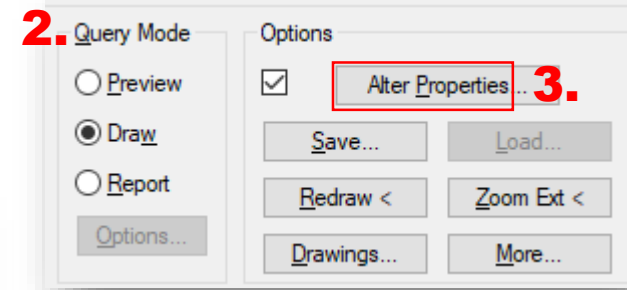 2. Query Mode
Options
Preview
Alter Properties... 3.
Draw
Save...
Load...
Report
Redraw <
Zoom Ext <
Options...
Drawings...
More...